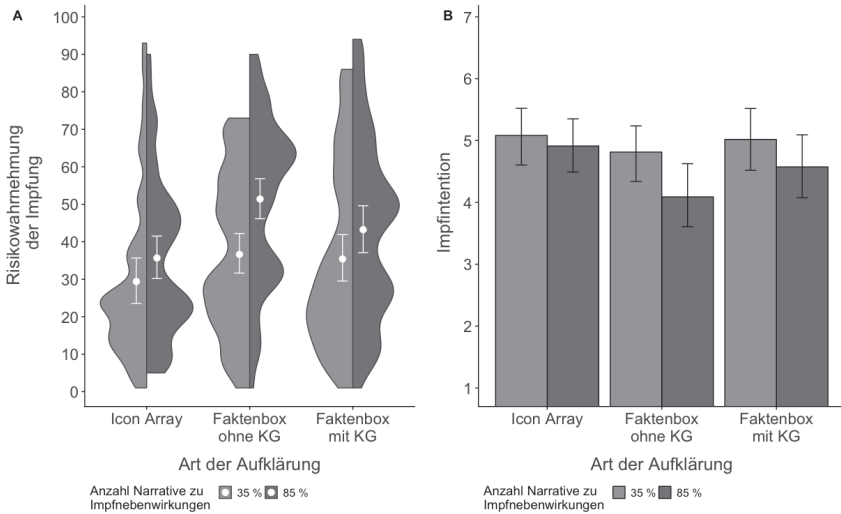 A
Risikowahrnehmung
der Impfung
100
90
80
70
60
50
40
30
20
10
0
Icon Array
Faktenbox
ohne KG
Faktenbox
mit KG
Art der Aufklärung
Anzahl Narrative zu
Impfnebenwirkungen
35 %
85 %
B
Impfintention
7
6
5
4
3
2
1
Icon Array
Faktenbox
ohne KG
Faktenbox
mit KG
Art der Aufklärung
Anzahl Narrative zu
Impfnebenwirkungen
35 %
85 %